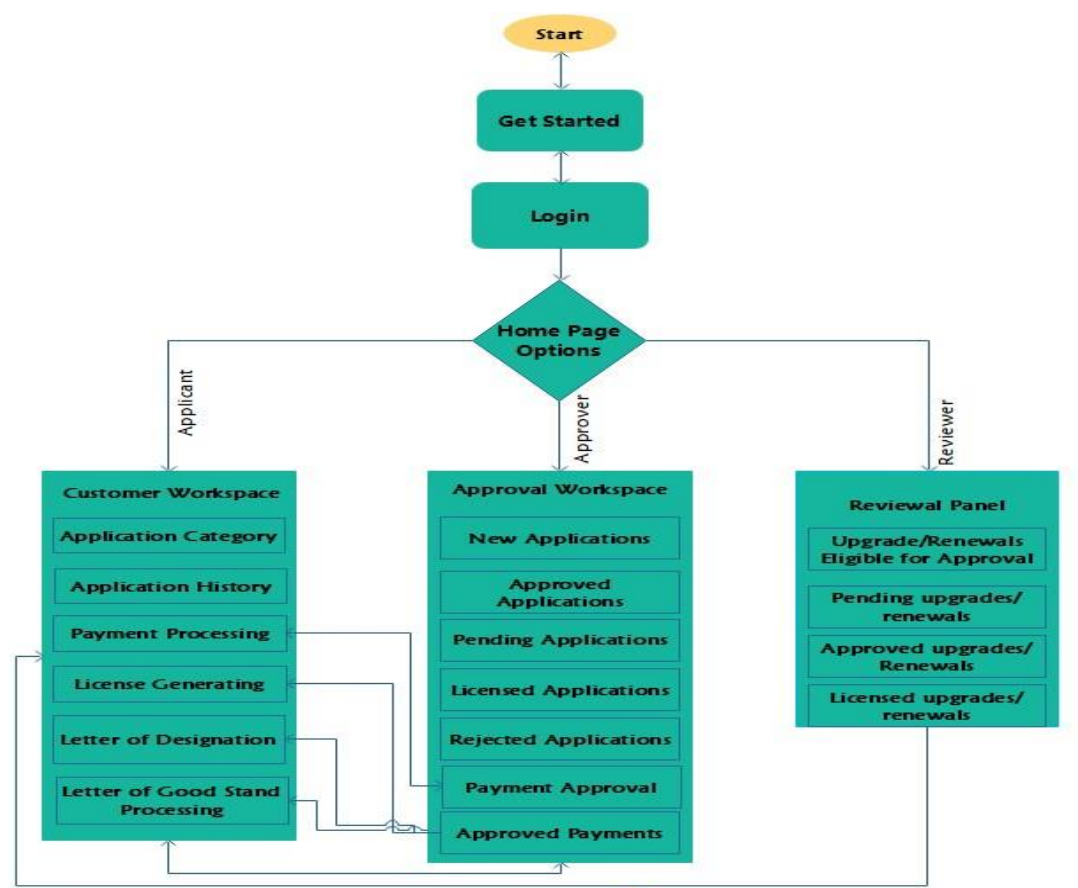 Start
Get Started
Login
Home Page
Options
Applicant
Approver
Reviewer
Customer Workspace
Application Category
Application History
Payment Processing
License Generating
Letter of Designation
Letter of Good Stand
Processing
Approval Workspace
New Applications
Approved
Applications
Pending Applications
Licensed Applications
Rejected Applications
Payment Approval
Approved Payments
Reviewal Panel
Upgrade/Renewals
Eligible for Approval
Pending upgrades/
renewals
Approved upgrades/
Renewals
Licensed upgrades/
renewals